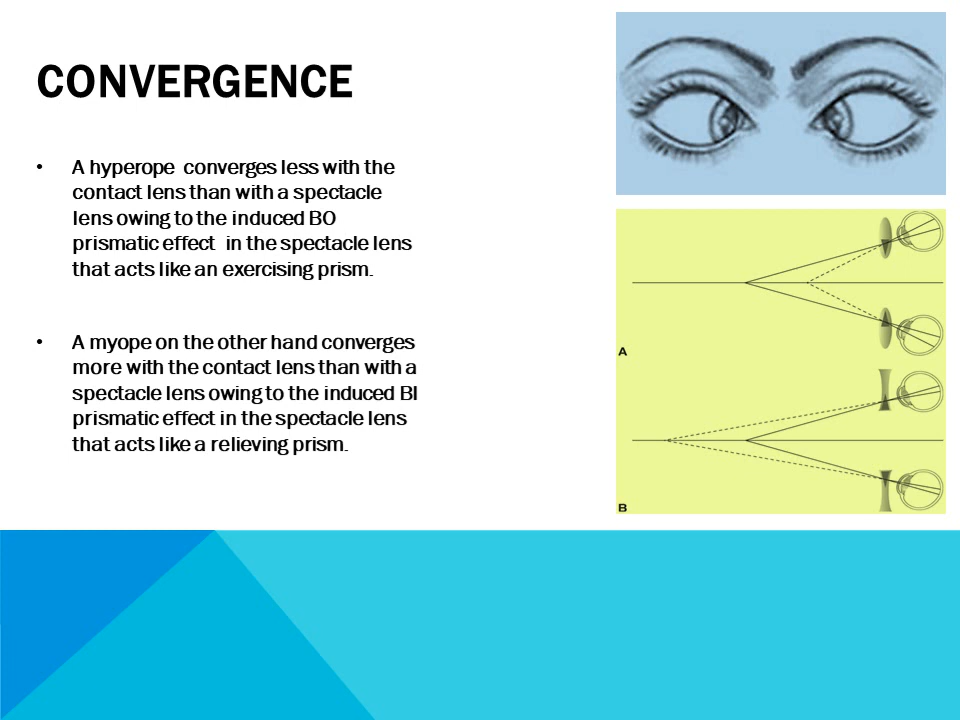 CONVERGENCE
• A hyperope converges less with the
contact lens than with a spectacle
lens owing to the induced BO
prismatic effect in the spectacle lens
that acts like an exercising prism.
• A myope on the other hand converges
more with the contact lens than with a
spectacle lens owing to the induced BI
prismatic effect in the spectacle lens
that acts like a relieving prism.
A
B